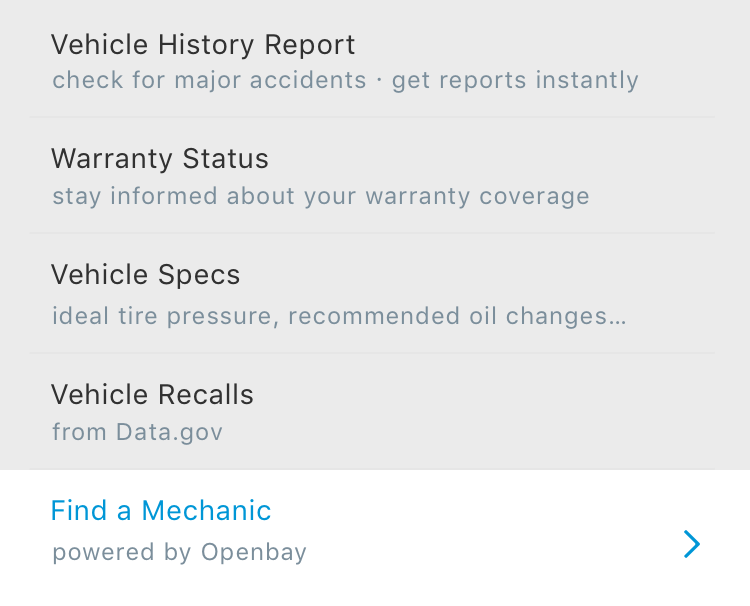 Vehicle History Report
check for major accidents · get reports instantly
Warranty Status
stay informed about your warranty coverage
Vehicle Specs
ideal tire pressure, recommended oil changes...
Vehicle Recalls
from Data.gov
Find a Mechanic
powered by Openbay